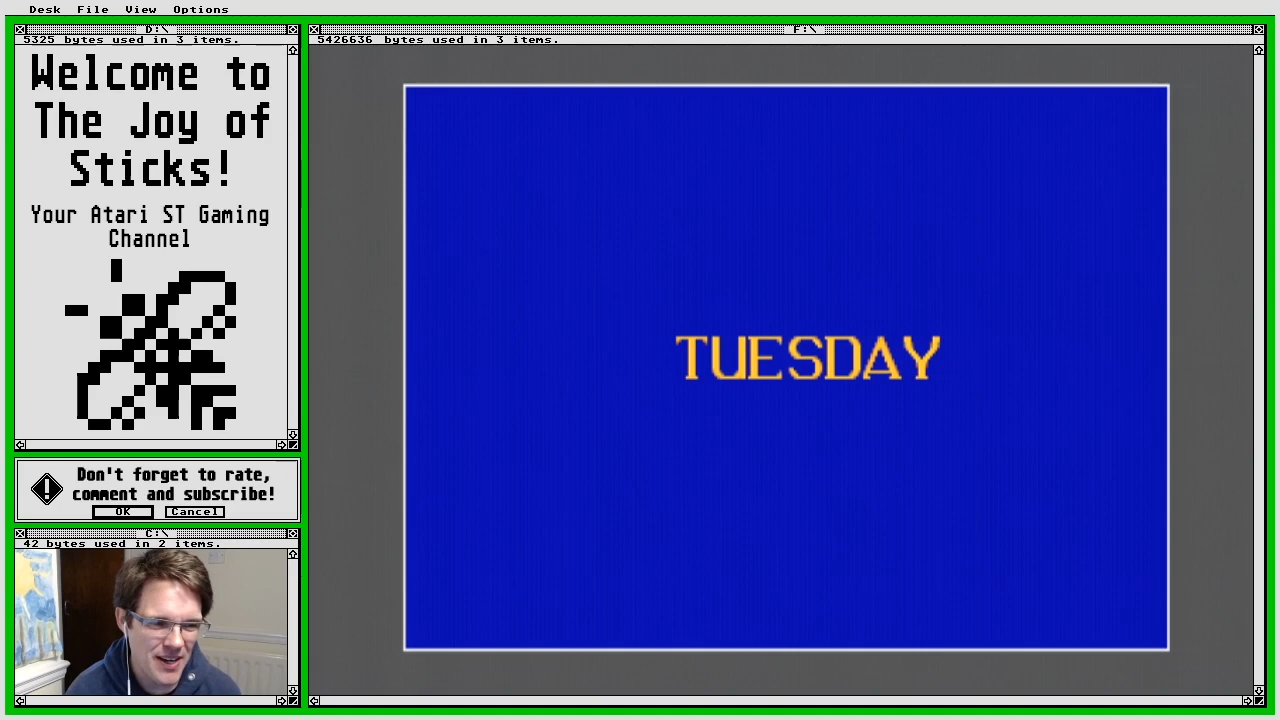 Desk File View Options
D:\
5325 bytes used in 3 items.
Welcome to
The Joy of
Sticks!
Your Atari ST Gaming
Channel
Don't forget to rate,
comment and subscribe!
OK Cancel
C:\
42 bytes used in 2 items.
F:\
5426636 bytes used in 3 items.
TUESDAY